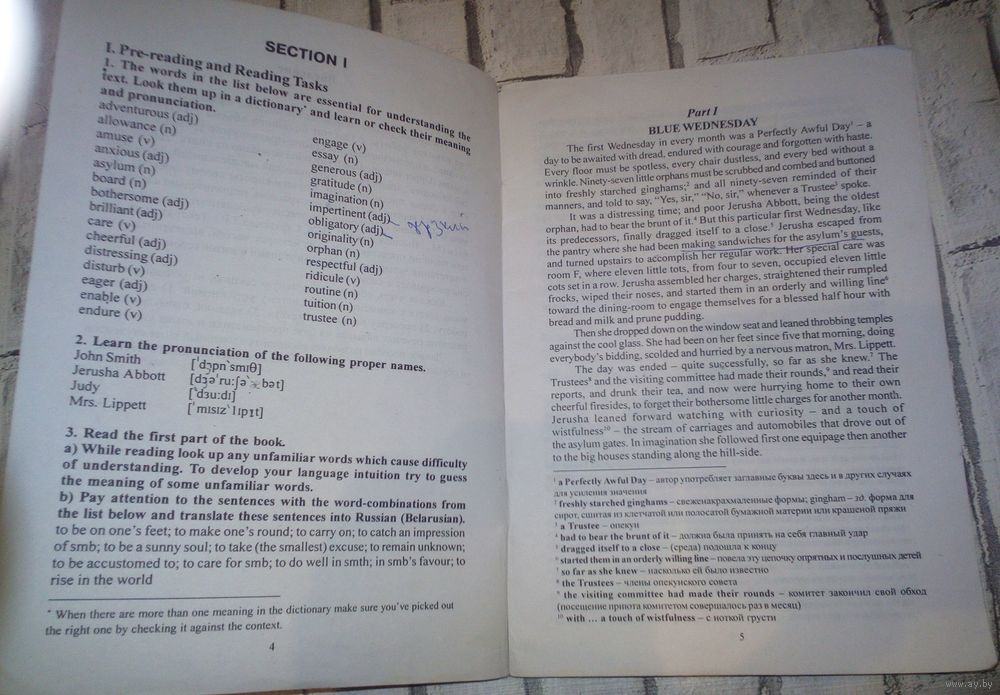 SECTION I
I. Pre-reading and Reading Tasks
1. The words in the list below are essential for understanding the
text. Look them up in a dictionary* and learn or check their meaning
and pronunciation.
adventurous (adj)
allowance (n)
amuse (v)
anxious (adj)
asylum (n)
board (n)
bothersome (adj)
brilliant (adj)
care (v)
cheerful (adj)
distressing (adj)
disturb (v)
eager (adj)
enable (v)
endure (v)
engage (v)
essay (n)
generous (adj)
gratitude (n)
imagination (n)
impertinent (adj)
obligatory (adj)
originality (n)
orphan (n)
respectful (adj)
ridicule (v)
routine (n)
tuition (n)
trustee (n)
2. Learn the pronunciation of the following proper names.
John Smith [ˈdʒɒnˋsmɪθ]
Jerusha Abbott
Judy
Mrs. Lippett [ˈmɪsɪzˋlɪpɪt]
3. Read the first part of the book.
a) While reading look up any unfamiliar words which cause difficulty
of understanding. To develop your language intuition try to guess
the meaning of some unfamiliar words.
b) Pay attention to the sentences with the word-combinations from
the list below and translate these sentences into Russian (Belarusian).
to be on one's feet; to make one's round; to carry on; to catch an impression
of smb; to be a sunny soul; to take (the smallest) excuse; to remain unknown;
to be accustomed to; to care for smb; to do well in smth; in smb's favour; to
rise in the world
* When there are more than one meaning in the dictionary make sure you've picked out
the right one by checking it against the context.
4
Part I
BLUE WEDNESDAY
The first Wednesday in every month was a Perfectly Awful Day¹ – a
day to be awaited with dread, endured with courage and forgotten with haste.
Every floor must be spotless, every chair dustless, and every bed without a
wrinkle. Ninety-seven little orphans must be scrubbed and combed and buttoned
into freshly starched ginghams;² and all ninety-seven reminded of their
manners, and told to say, “Yes, sir,” “No, sir,” whenever a Trustee³ spoke.
It was a distressing time; and poor Jerusha Abbott, being the oldest
orphan, had to bear the brunt of it.⁴ But this particular first Wednesday, like
its predecessors, finally dragged itself to a close.⁵ Jerusha escaped from
the pantry where she had been making sandwiches for the asylum's guests,
and turned upstairs to accomplish her regular work. Her special care was
room F, where eleven little tots, from four to seven, occupied eleven little
cots set in a row. Jerusha assembled her charges, straightened their rumpled
frocks, wiped their noses, and started them in an orderly and willing line⁶
toward the dining-room to engage themselves for a blessed half hour with
bread and milk and prune pudding.
Then she dropped down on the window seat and leaned throbbing temples
against the cool glass. She had been on her feet since five that morning, doing
everybody's bidding, scolded and hurried by a nervous matron, Mrs. Lippett.
The day was ended – quite successfully, so far as she knew.⁷ The
Trustees⁸ and the visiting committee had made their rounds,⁹ and read their
reports, and drunk their tea, and now were hurrying home to their own
cheerful firesides, to forget their bothersome little charges for another month.
Jerusha leaned forward watching with curiosity – and a touch of
wistfulness¹⁰ – the stream of carriages and automobiles that drove out of
the asylum gates. In imagination she followed first one equipage then another
to the big houses standing along the hill-side.
¹ a Perfectly Awful Day – автор употребляет заглавные буквы здесь и в других случаях
для усиления значения
² freshly starched ginghams – свеженакрахмаленные формы; gingham – зд. форма для
сирот, сшитая из клетчатой или полосатой бумажной материи или крашеной пряжи
³ a Trustee – опекун
⁴ had to bear the brunt of it – должна была принять на себя главный удар
⁵ dragged itself to a close – (среда) подошла к концу
⁶ started them in an orderly willing line – повела эту цепочку опрятных и послушных детей
⁷ so far as she knew – насколько ей было известно
⁸ the Trustees – члены опекунского совета
⁹ the visiting committee had made their rounds – комитет закончил свой обход
(посещение приюта комитетом совершалось раз в месяц)
¹⁰ with ... a touch of wistfulness – с ноткой грусти
5
www.ay.by